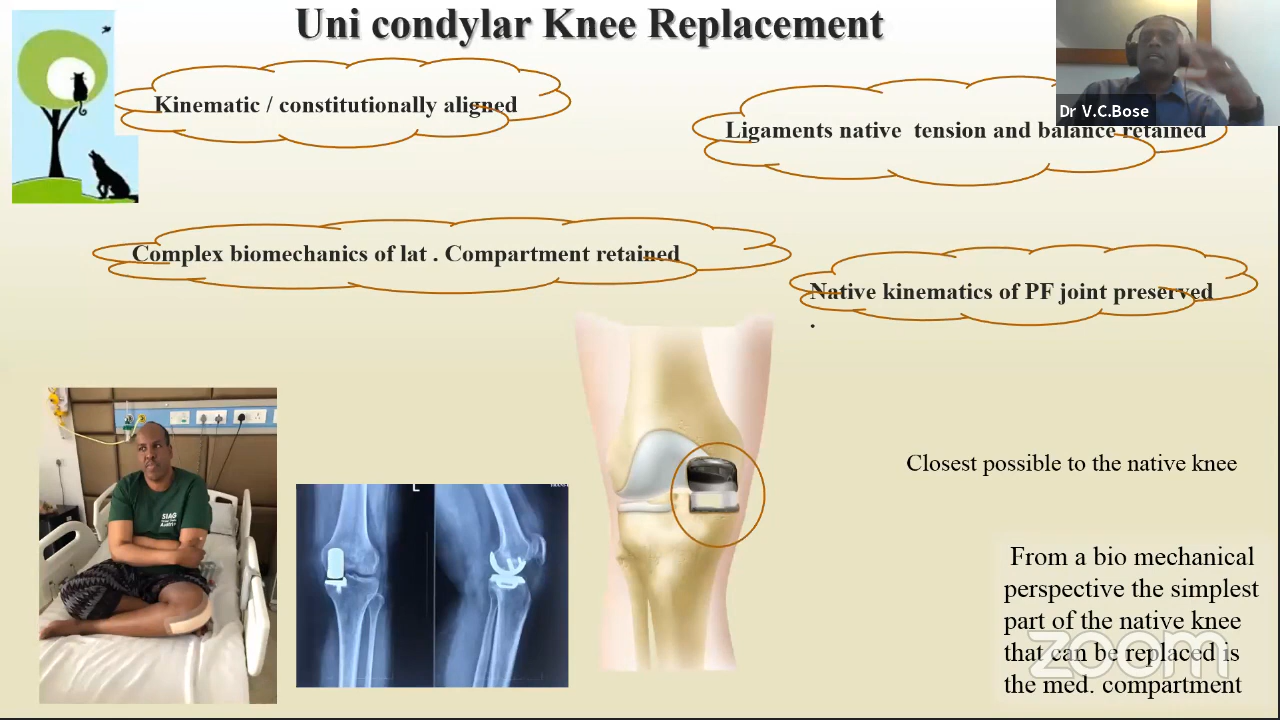 Uni condylar Knee Replacement
Kinematic / constitutionally aligned
Dr V.C.Bose
Ligaments native tension and balance retained
Complex biomechanics of lat . Compartment retained
Native kinematics of PF joint preserved
.
L
SIAG
Closest possible to the native knee
From a bio mechanical
perspective the simplest
part of the native knee
that can be replaced is
the med. compartment
zoom